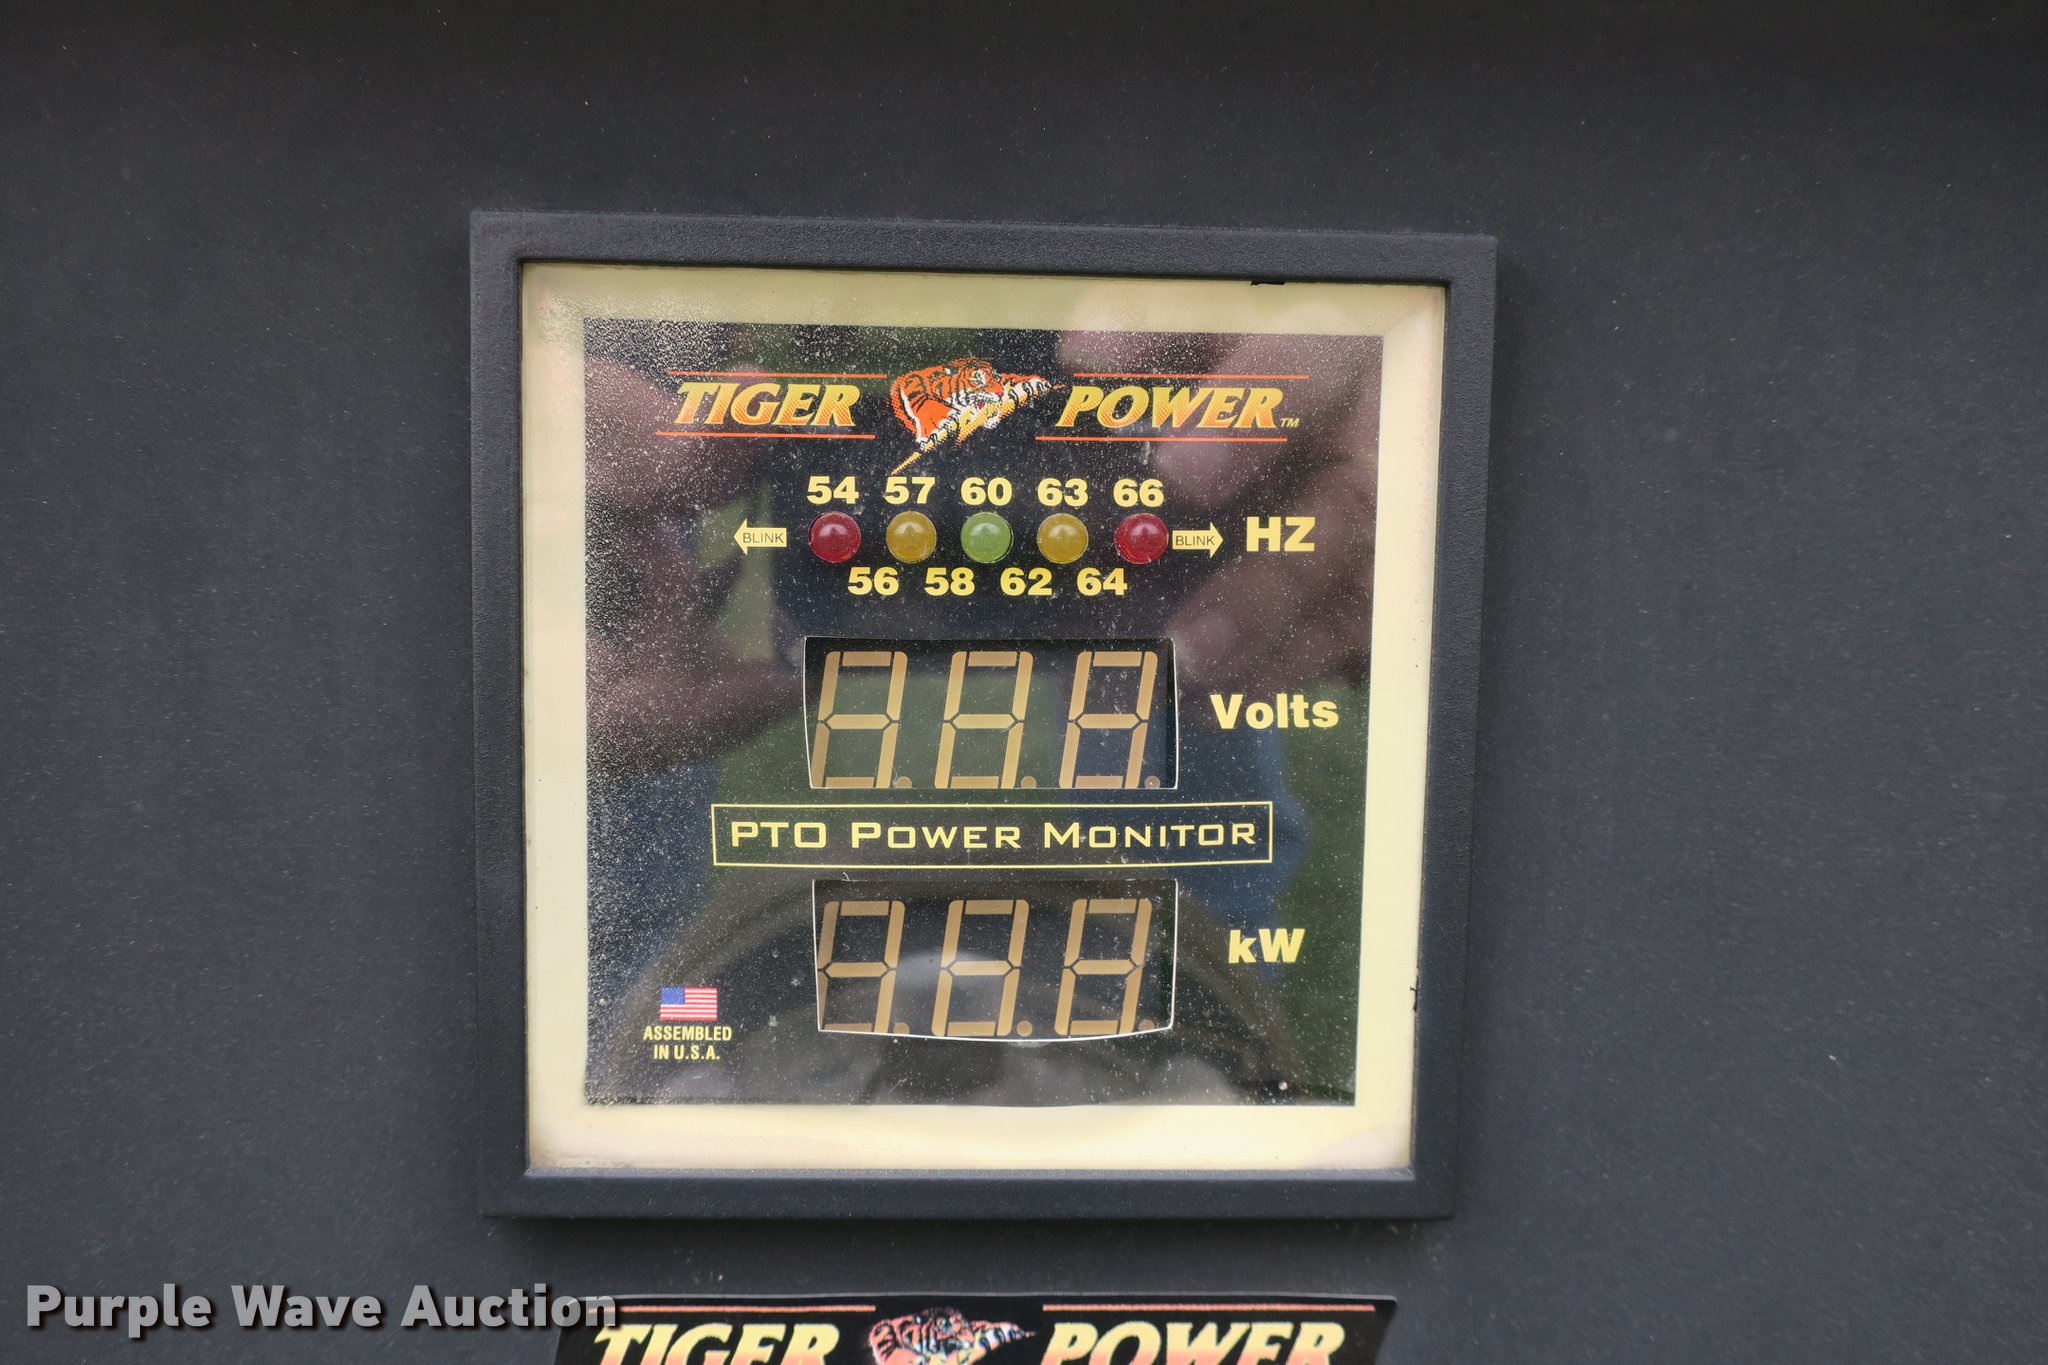 TIGER POWER™
54 57 60 63 66
BLINK BLINK HZ
56 58 62 64
Volts
PTO POWER MONITOR
kW
ASSEMBLED
IN U.S.A.
Purple Wave Auction
TIGER POWER